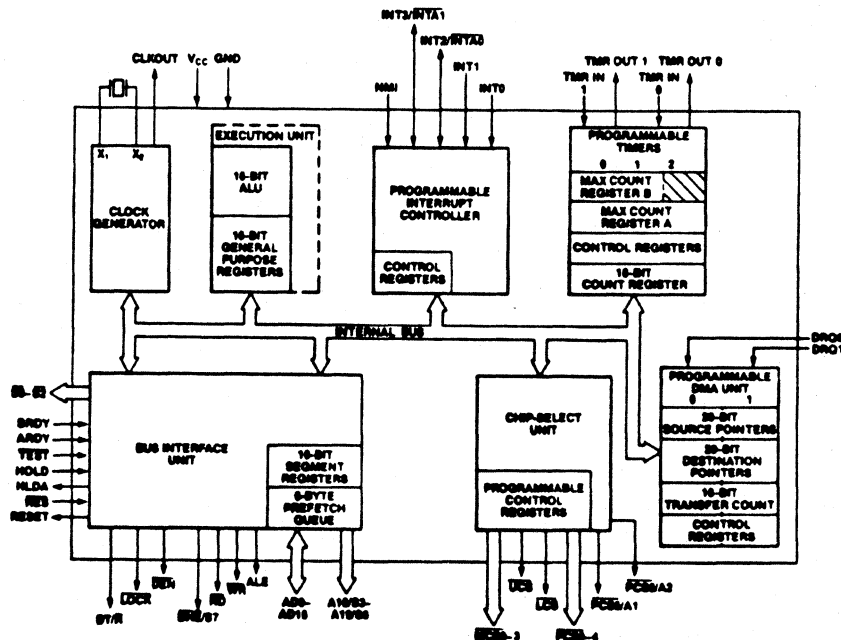 INT3/INTA1
INT2/INTA0
CLKOUT VCC GND
INT1
NMI
INT0
TMR OUT 1 TMR OUT 0
TMR IN 1
TMR IN 0
X1 X2
CLOCK
GENERATOR
EXECUTION UNIT
16-BIT
ALU
16-BIT
GENERAL
PURPOSE
REGISTERS
PROGRAMMABLE
INTERRUPT
CONTROLLER
CONTROL
REGISTERS
PROGRAMMABLE
TIMERS
0 1 2
MAX COUNT
REGISTER B
MAX COUNT
REGISTER A
CONTROL REGISTERS
16-BIT
COUNT REGISTER
INTERNAL BUS
DRQ0
DRQ1
SRDY
ARDY
TEST
HOLD
HLDA
RES
RESET
BUS INTERFACE
UNIT
16-BIT
SEGMENT
REGISTERS
6-BYTE
PREFETCH
QUEUE
CHIP-SELECT
UNIT
PROGRAMMABLE
CONTROL
REGISTERS
PROGRAMMABLE
DMA UNIT
0 1
20-BIT
SOURCE POINTERS
20-BIT
DESTINATION
POINTERS
16-BIT
TRANSFER COUNT
CONTROL
REGISTERS
DT/R
LOCK
DEN
BHE/S7
RD
WR
ALE
AD0-
AD15
A16/S3-
A19/S6
UCS
LCS
PCS5/A1
PCS6/A2